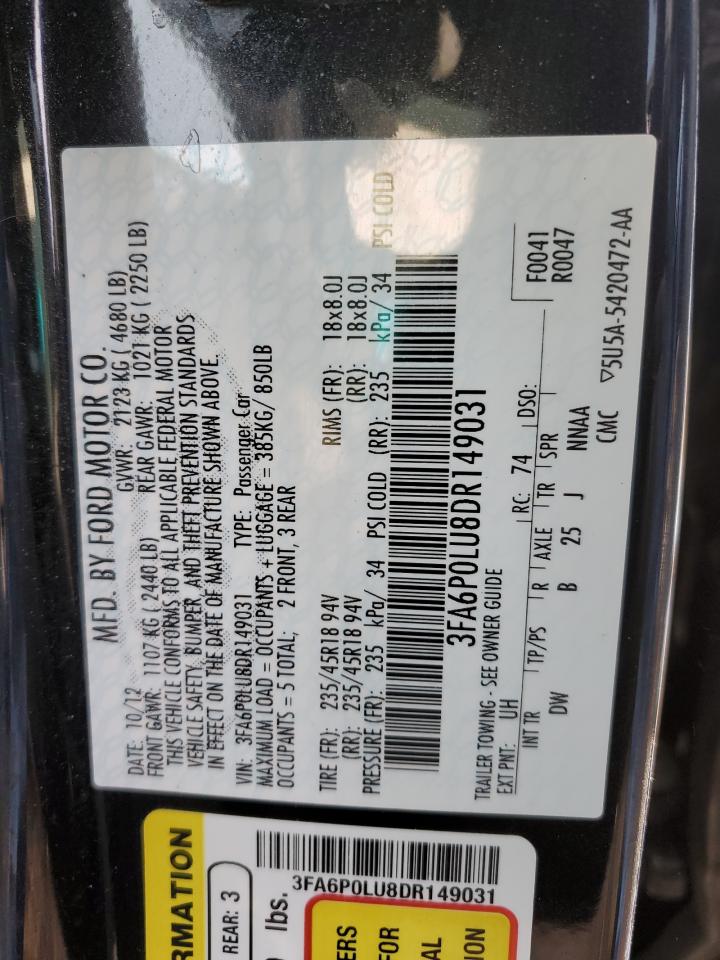 MFD. BY FORD MOTOR CO.
DATE: 10/12 GVWR: 2123 KG ( 4680 LB)
FRONT GAWR: 1107 KG ( 2440 LB) REAR GAWR: 1021 KG ( 2250 LB)
THIS VEHICLE CONFORMS TO ALL APPLICABLE FEDERAL MOTOR
VEHICLE SAFETY, BUMPER, AND THEFT PREVENTION STANDARDS
IN EFFECT ON THE DATE OF MANUFACTURE SHOWN ABOVE.
VIN: 3FA6P0LU8DR149031 TYPE: Passenger Car
MAXIMUM LOAD = OCCUPANTS + LUGGAGE = 385KG/ 850LB
OCCUPANTS = 5 TOTAL; 2 FRONT, 3 REAR
TIRE (FR): 235/45R18 94V RIMS (FR): 18x8.0J
(RR): 235/45R18 94V (RR): 18x8.0J
PRESSURE (FR): 235 kPa/ 34 PSI COLD (RR): 235 kPa/ 34 PSI COLD
3FA6P0LU8DR149031
TRAILER TOWING - SEE OWNER GUIDE F0041
EXT PNT: UH RC: 74 DSO: R0047
INT TR TP/PS R AXLE TR SPR
DW B 25 J NNAA
CMC ▽5U5A-5420472-AA
RMATION
REAR: 3
lbs.
3FA6P0LU8DR149031
ERS
FOR
AL
ION